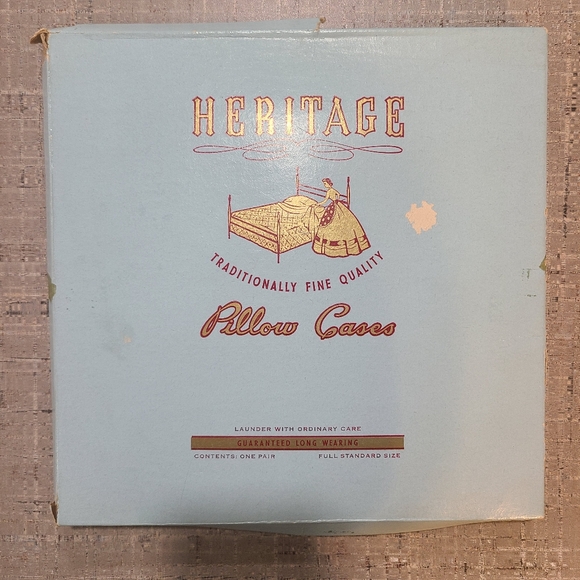 HERITAGE
TRADITIONALLY FINE QUALITY
Pillow Cases
LAUNDER WITH ORDINARY CARE
GUARANTEED LONG WEARING
CONTENTS: ONE PAIR FULL STANDARD SIZE